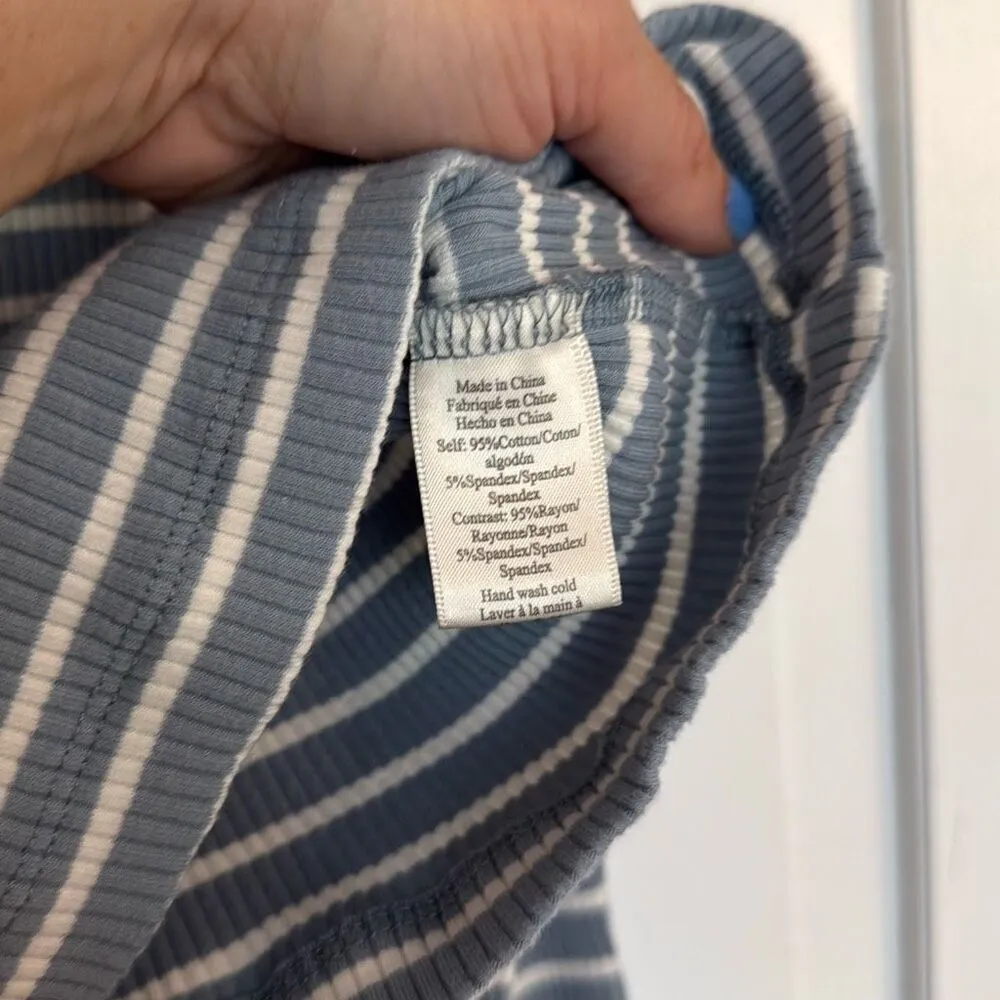 Made in China
Fabriqué en Chine
Hecho en China
Self: 95%Cotton/Coton/
algodón
5%Spandex/Spandex/
Spandex
Contrast: 95%Rayon/
Rayonne/Rayon
5%Spandex/Spandex/
Spandex
Hand wash cold
Laver à la main à